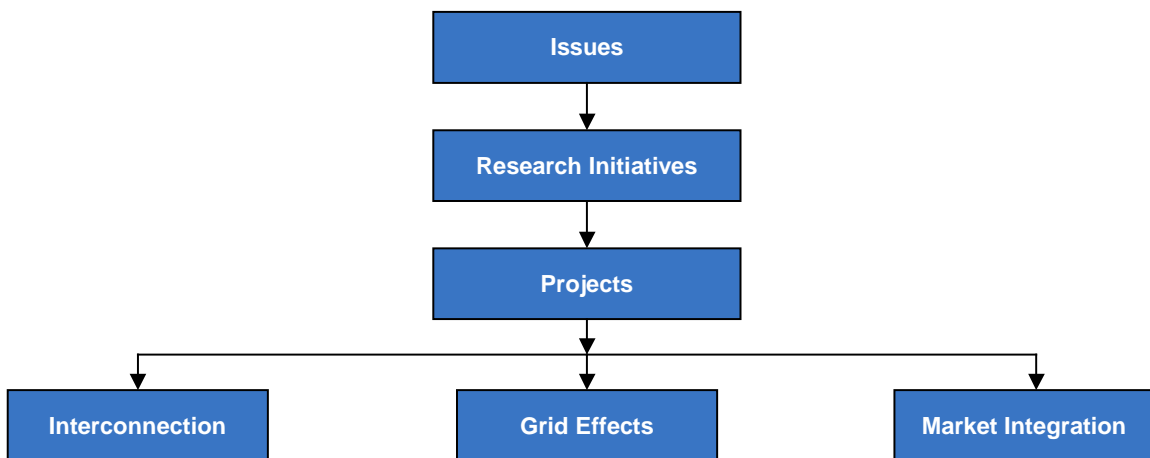 Issues
Research Initiatives
Projects
Interconnection
Grid Effects
Market Integration